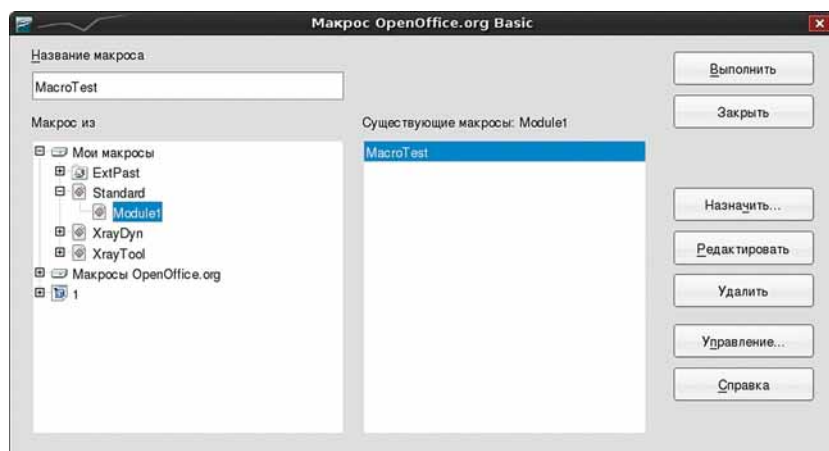 Макрос OpenOffice.org Basic
Название макроса
MacroTest
Макрос из
Мои макросы
ExtPast
Standard
Module1
XrayDyn
XrayTool
Макросы OpenOffice.org
1
Существующие макросы: Module1
MacroTest
Выполнить
Закрыть
Назначить...
Редактировать
Удалить
Управление...
Справка